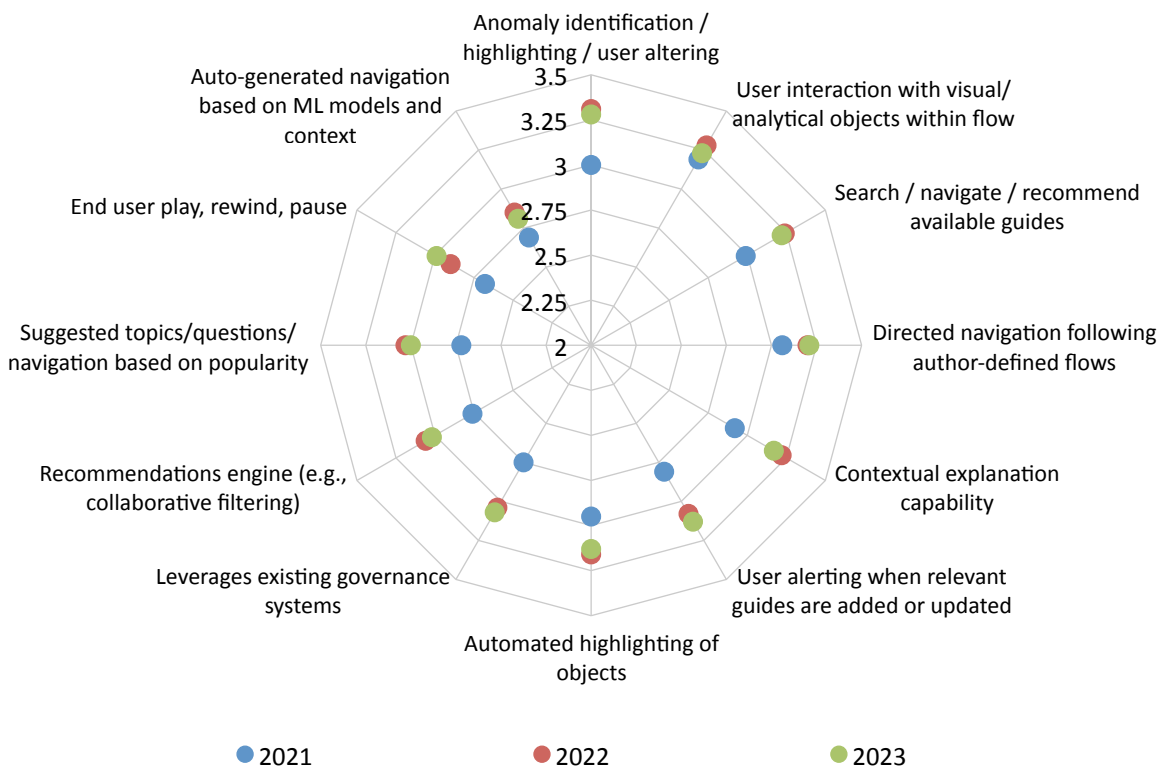 Anomaly identification /
highlighting / user altering
User interaction with visual/
analytical objects within flow
Search / navigate / recommend
available guides
Directed navigation following
author-defined flows
Contextual explanation
capability
User alerting when relevant
guides are added or updated
Automated highlighting of
objects
Leverages existing governance
systems
Recommendations engine (e.g.,
collaborative filtering)
Suggested topics/questions/
navigation based on popularity
End user play, rewind, pause
Auto-generated navigation
based on ML models and
context
3.5
3.25
3
2.75
2.5
2.25
2
2021
2022
2023